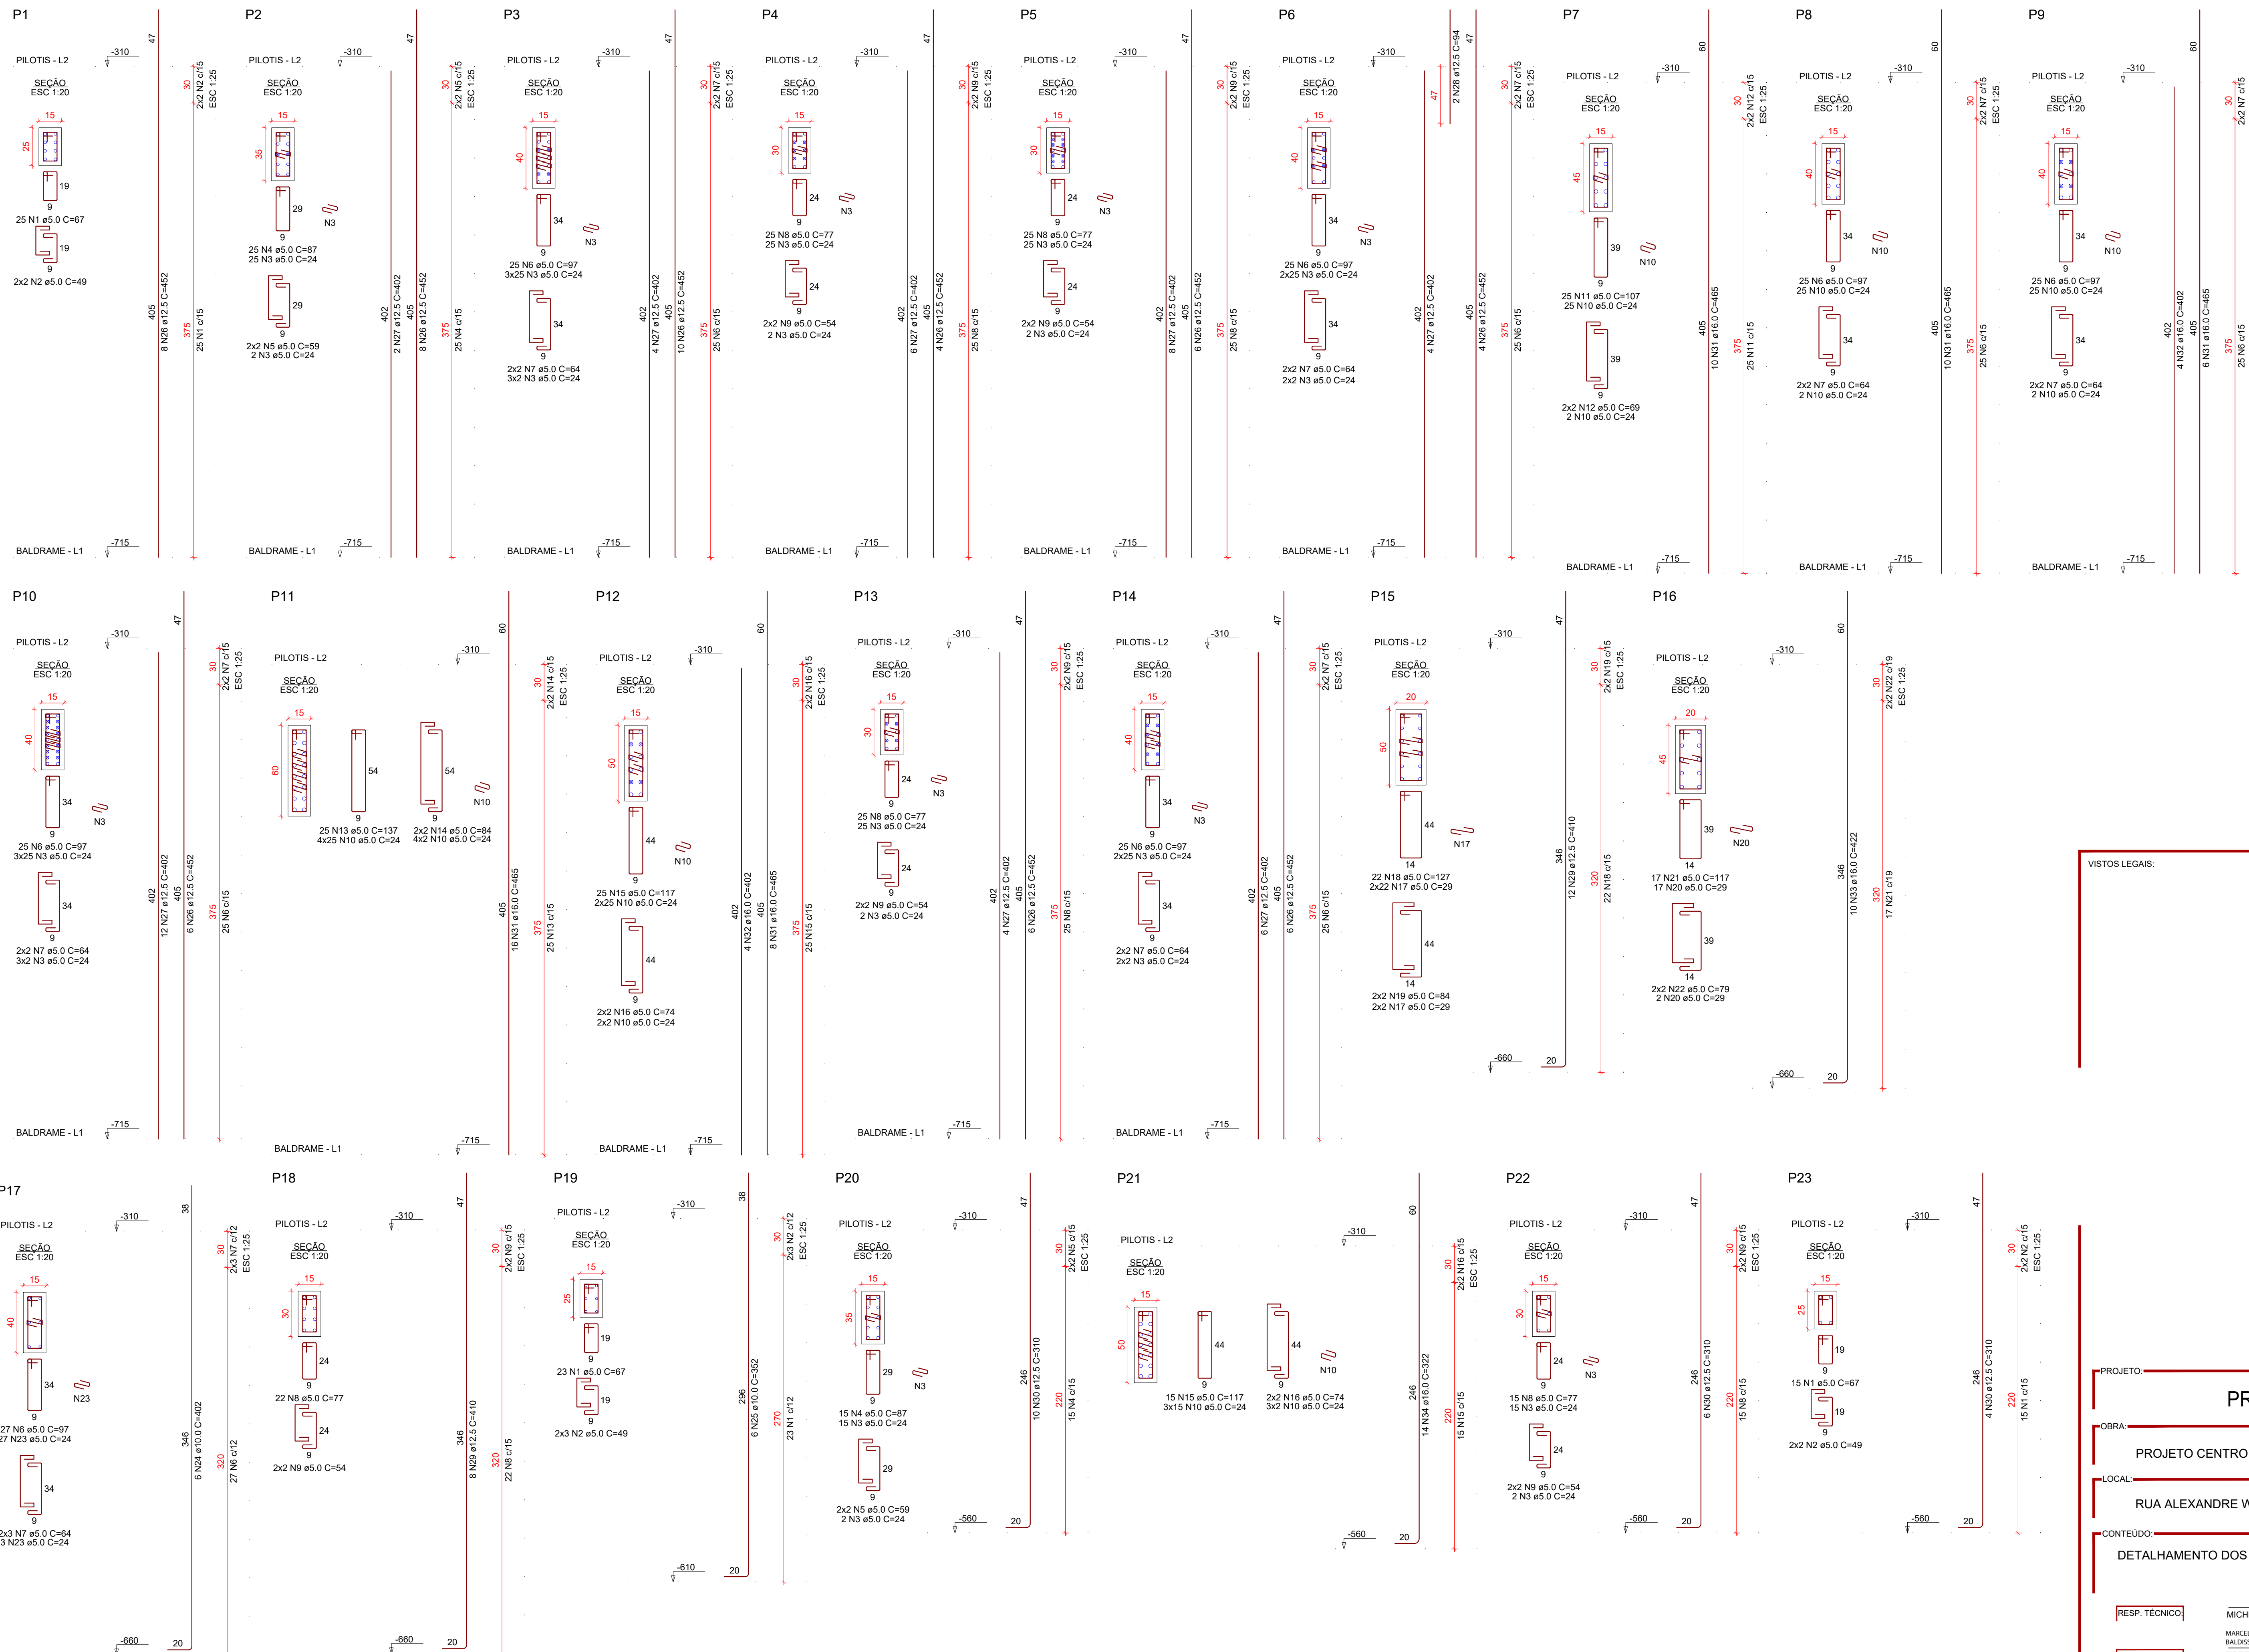 P1
47
-310
PILOTIS - L2
SEÇÃO
ESC 1:20
15
25
19
9
25 N1 ø5.0 C=67
19
9
2x2 N2 ø5.0 C=49
405
8 N26 ø12.5 C=452
30
2x2 N2 c/15
ESC 1:25
375
25 N1 c/15
BALDRAME - L1
-715
P2
47
-310
PILOTIS - L2
SEÇÃO
ESC 1:20
15
35
29
9
N3
25 N4 ø5.0 C=87
25 N3 ø5.0 C=24
29
9
2x2 N5 ø5.0 C=59
2 N3 ø5.0 C=24
402
2 N27 ø12.5 C=402
405
8 N26 ø12.5 C=452
30
2x2 N5 c/15
ESC 1:25
375
25 N4 c/15
BALDRAME - L1
-715
P3
47
-310
PILOTIS - L2
SEÇÃO
ESC 1:20
15
40
34
9
N3
25 N6 ø5.0 C=97
3x25 N3 ø5.0 C=24
34
9
2x2 N7 ø5.0 C=64
3x2 N3 ø5.0 C=24
402
4 N27 ø12.5 C=402
405
10 N26 ø12.5 C=452
30
2x2 N7 c/15
ESC 1:25
375
25 N6 c/15
BALDRAME - L1
-715
P4
47
-310
PILOTIS - L2
SEÇÃO
ESC 1:20
15
30
24
9
N3
25 N8 ø5.0 C=77
25 N3 ø5.0 C=24
24
9
2x2 N9 ø5.0 C=54
2 N3 ø5.0 C=24
402
6 N27 ø12.5 C=402
405
4 N26 ø12.5 C=452
30
2x2 N9 c/15
ESC 1:25
375
25 N8 c/15
BALDRAME - L1
-715
P5
47
-310
PILOTIS - L2
SEÇÃO
ESC 1:20
15
30
24
9
N3
25 N8 ø5.0 C=77
25 N3 ø5.0 C=24
24
9
2x2 N9 ø5.0 C=54
2 N3 ø5.0 C=24
402
8 N27 ø12.5 C=402
405
6 N26 ø12.5 C=452
30
2x2 N9 c/15
ESC 1:25
375
25 N8 c/15
BALDRAME - L1
-715
P6
47
-310
PILOTIS - L2
SEÇÃO
ESC 1:20
15
40
34
9
N3
25 N6 ø5.0 C=97
2x25 N3 ø5.0 C=24
34
9
2x2 N7 ø5.0 C=64
2x2 N3 ø5.0 C=24
47
2 N28 ø12.5 C=94
402
4 N27 ø12.5 C=402
405
4 N26 ø12.5 C=452
30
2x2 N7 c/15
ESC 1:25
375
25 N6 c/15
BALDRAME - L1
-715
P7
60
-310
PILOTIS - L2
SEÇÃO
ESC 1:20
15
45
39
9
N10
25 N11 ø5.0 C=107
25 N10 ø5.0 C=24
39
9
2x2 N12 ø5.0 C=69
2 N10 ø5.0 C=24
405
10 N31 ø16.0 C=465
30
2x2 N12 c/15
ESC 1:25
375
25 N11 c/15
BALDRAME - L1
-715
P8
60
-310
PILOTIS - L2
SEÇÃO
ESC 1:20
15
40
34
9
N10
25 N6 ø5.0 C=97
25 N10 ø5.0 C=24
34
9
2x2 N7 ø5.0 C=64
2 N10 ø5.0 C=24
405
10 N31 ø16.0 C=465
30
2x2 N7 c/15
ESC 1:25
375
25 N6 c/15
BALDRAME - L1
-715
P9
60
-310
PILOTIS - L2
SEÇÃO
ESC 1:20
15
40
34
9
N10
25 N6 ø5.0 C=97
25 N10 ø5.0 C=24
34
9
2x2 N7 ø5.0 C=64
2 N10 ø5.0 C=24
402
4 N32 ø16.0 C=402
405
6 N31 ø16.0 C=465
30
2x2 N7 c/15
375
25 N6 c/15
BALDRAME - L1
-715
P10
47
-310
PILOTIS - L2
SEÇÃO
ESC 1:20
15
40
34
9
N3
25 N6 ø5.0 C=97
3x25 N3 ø5.0 C=24
34
9
2x2 N7 ø5.0 C=64
3x2 N3 ø5.0 C=24
402
12 N27 ø12.5 C=402
405
6 N26 ø12.5 C=452
30
2x2 N7 c/15
ESC 1:25
375
25 N6 c/15
BALDRAME - L1
-715
P11
60
-310
PILOTIS - L2
SEÇÃO
ESC 1:20
15
60
54
9
25 N13 ø5.0 C=137
4x25 N10 ø5.0 C=24
54
9
N10
2x2 N14 ø5.0 C=84
4x2 N10 ø5.0 C=24
405
16 N31 ø16.0 C=465
30
2x2 N14 c/15
ESC 1:25
375
25 N13 c/15
BALDRAME - L1
-715
P12
60
-310
PILOTIS - L2
SEÇÃO
ESC 1:20
15
50
44
9
N10
25 N15 ø5.0 C=117
2x25 N10 ø5.0 C=24
44
9
2x2 N16 ø5.0 C=74
2x2 N10 ø5.0 C=24
402
4 N32 ø16.0 C=402
405
8 N31 ø16.0 C=465
30
2x2 N16 c/15
ESC 1:25
375
25 N15 c/15
BALDRAME - L1
-715
P13
47
-310
PILOTIS - L2
SEÇÃO
ESC 1:20
15
30
24
9
N3
25 N8 ø5.0 C=77
25 N3 ø5.0 C=24
24
9
2x2 N9 ø5.0 C=54
2 N3 ø5.0 C=24
402
4 N27 ø12.5 C=402
405
6 N26 ø12.5 C=452
30
2x2 N9 c/15
ESC 1:25
375
25 N8 c/15
BALDRAME - L1
-715
P14
47
-310
PILOTIS - L2
SEÇÃO
ESC 1:20
15
40
34
9
N3
25 N6 ø5.0 C=97
2x25 N3 ø5.0 C=24
34
9
2x2 N7 ø5.0 C=64
2x2 N3 ø5.0 C=24
402
6 N27 ø12.5 C=402
405
6 N26 ø12.5 C=452
30
2x2 N7 c/15
ESC 1:25
375
25 N6 c/15
BALDRAME - L1
-715
P15
47
-310
PILOTIS - L2
SEÇÃO
ESC 1:20
20
50
44
14
N17
22 N18 ø5.0 C=127
2x22 N17 ø5.0 C=29
44
14
2x2 N19 ø5.0 C=84
2x2 N17 ø5.0 C=29
346
12 N29 ø12.5 C=410
30
2x2 N19 c/15
ESC 1:25
320
22 N18 c/15
-660
20
P16
60
-310
PILOTIS - L2
SEÇÃO
ESC 1:20
20
45
39
14
N20
17 N21 ø5.0 C=117
17 N20 ø5.0 C=29
39
14
2x2 N22 ø5.0 C=79
2 N20 ø5.0 C=29
346
10 N33 ø16.0 C=422
30
2x2 N22 c/19
ESC 1:25
320
17 N21 c/19
-660
20
VISTOS LEGAIS:
P17
38
-310
PILOTIS - L2
SEÇÃO
ESC 1:20
15
40
34
9
N23
27 N6 ø5.0 C=97
27 N23 ø5.0 C=24
34
9
2x3 N7 ø5.0 C=64
3 N23 ø5.0 C=24
346
6 N24 ø10.0 C=402
30
2x3 N7 c/12
ESC 1:25
320
27 N6 c/12
-660
20
P18
47
-310
PILOTIS - L2
SEÇÃO
ESC 1:20
15
30
24
9
22 N8 ø5.0 C=77
24
9
2x2 N9 ø5.0 C=54
346
8 N29 ø12.5 C=410
30
2x2 N9 c/15
ESC 1:25
320
22 N8 c/15
-660
20
P19
38
-310
PILOTIS - L2
SEÇÃO
ESC 1:20
15
25
19
9
23 N1 ø5.0 C=67
19
9
2x3 N2 ø5.0 C=49
296
6 N25 ø10.0 C=352
30
2x3 N2 c/12
ESC 1:25
270
23 N1 c/12
-610
20
P20
47
-310
PILOTIS - L2
SEÇÃO
ESC 1:20
15
35
29
9
N3
15 N4 ø5.0 C=87
15 N3 ø5.0 C=24
29
9
2x2 N5 ø5.0 C=59
2 N3 ø5.0 C=24
246
10 N30 ø12.5 C=310
30
2x2 N5 c/15
ESC 1:25
220
15 N4 c/15
-560
20
P21
60
-310
PILOTIS - L2
SEÇÃO
ESC 1:20
15
50
44
9
15 N15 ø5.0 C=117
3x15 N10 ø5.0 C=24
44
9
N10
2x2 N16 ø5.0 C=74
3x2 N10 ø5.0 C=24
246
14 N34 ø16.0 C=322
30
2x2 N16 c/15
ESC 1:25
220
15 N15 c/15
-560
20
P22
47
-310
PILOTIS - L2
SEÇÃO
ESC 1:20
15
30
24
9
N3
15 N8 ø5.0 C=77
15 N3 ø5.0 C=24
24
9
2x2 N9 ø5.0 C=54
2 N3 ø5.0 C=24
246
6 N30 ø12.5 C=310
30
2x2 N9 c/15
ESC 1:25
220
15 N8 c/15
-560
20
P23
47
-310
PILOTIS - L2
SEÇÃO
ESC 1:20
15
25
19
9
15 N1 ø5.0 C=67
19
9
2x2 N2 ø5.0 C=49
246
4 N30 ø12.5 C=310
30
2x2 N2 c/15
ESC 1:25
220
15 N1 c/15
-560
20
PROJETO:
PR
OBRA:
PROJETO CENTRO
LOCAL:
RUA ALEXANDRE
CONTEÚDO:
DETALHAMENTO DOS
RESP. TÉCNICO:
MICH
MARCEL
BALDISS